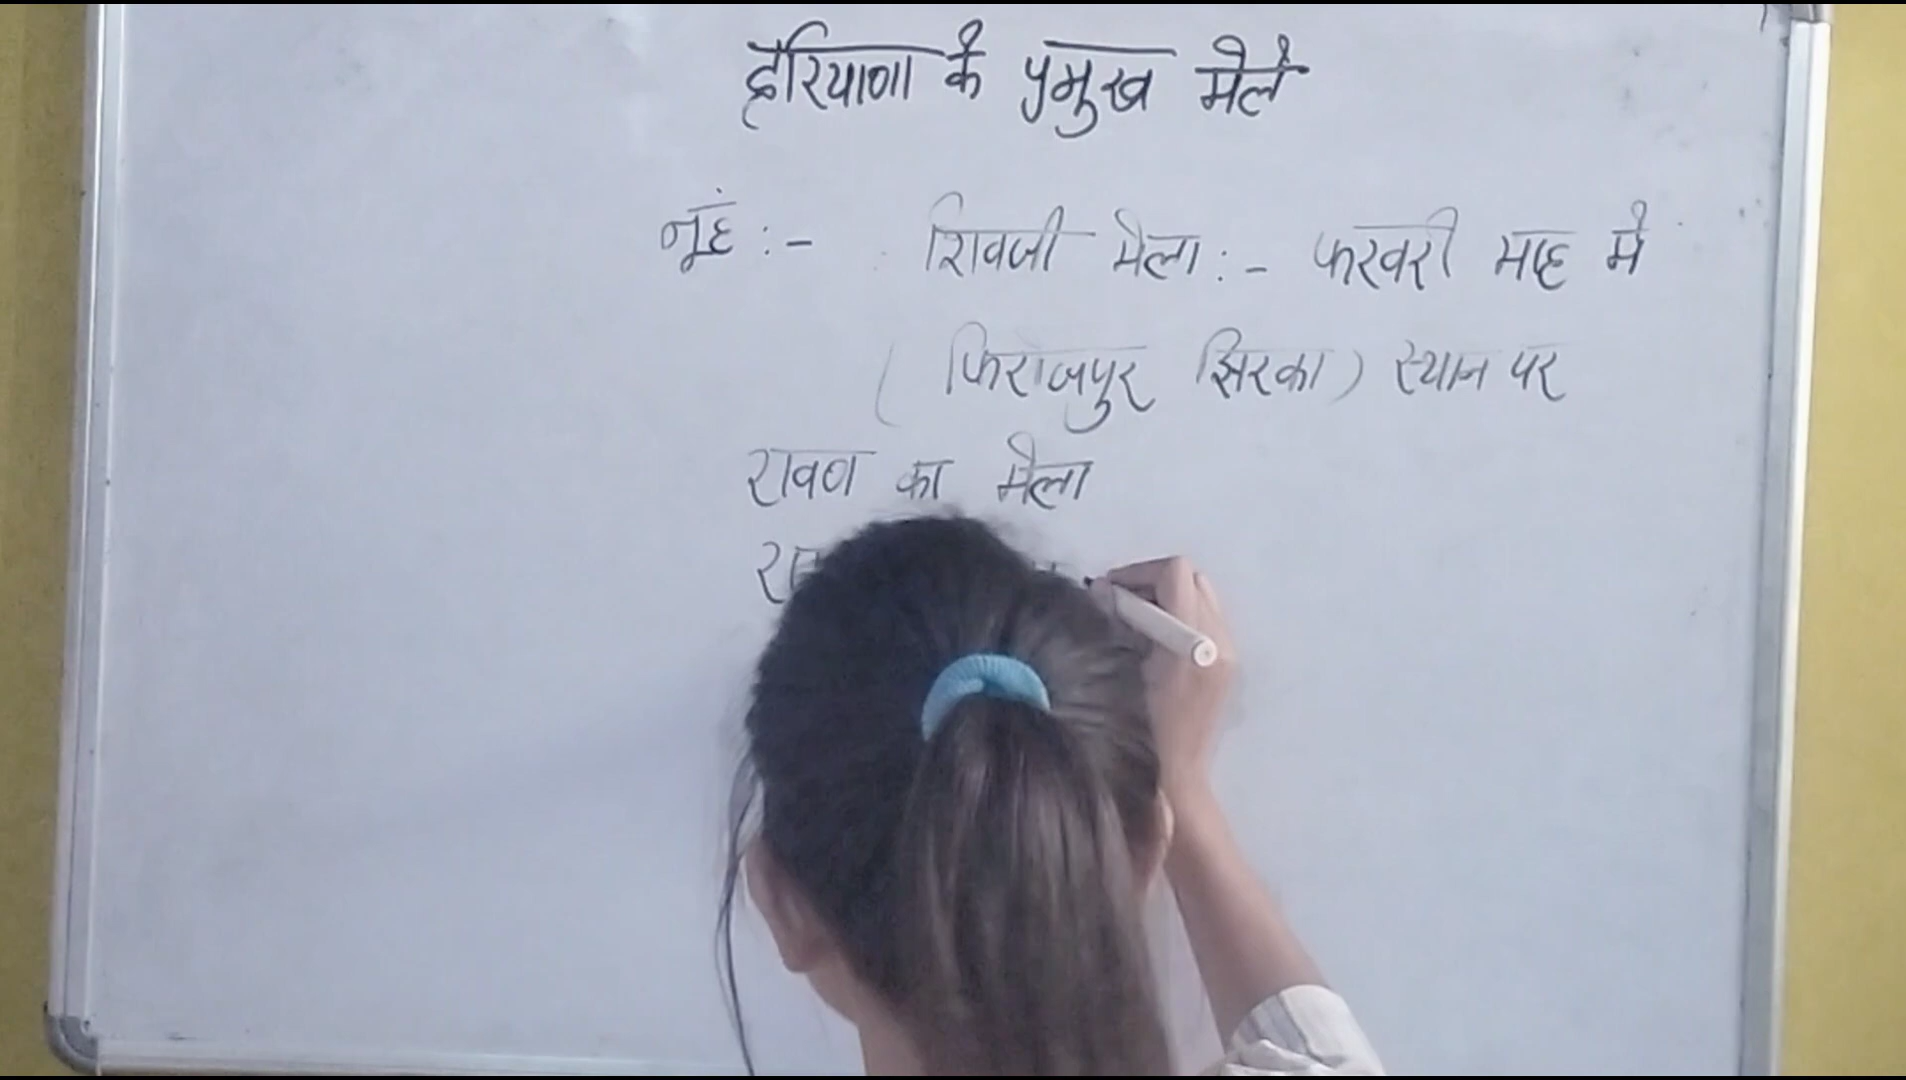 हरियाणा के प्रमुख मेले
नूंह :- शिवजी मेला :- फरवरी माह में
( फिरोजपुर झिरका ) स्थान पर
रावण का मेला